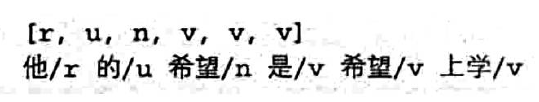 [r, u, n, v, v, v]
他/r 的/u 希望/n 是/v 希望/v 上学/v